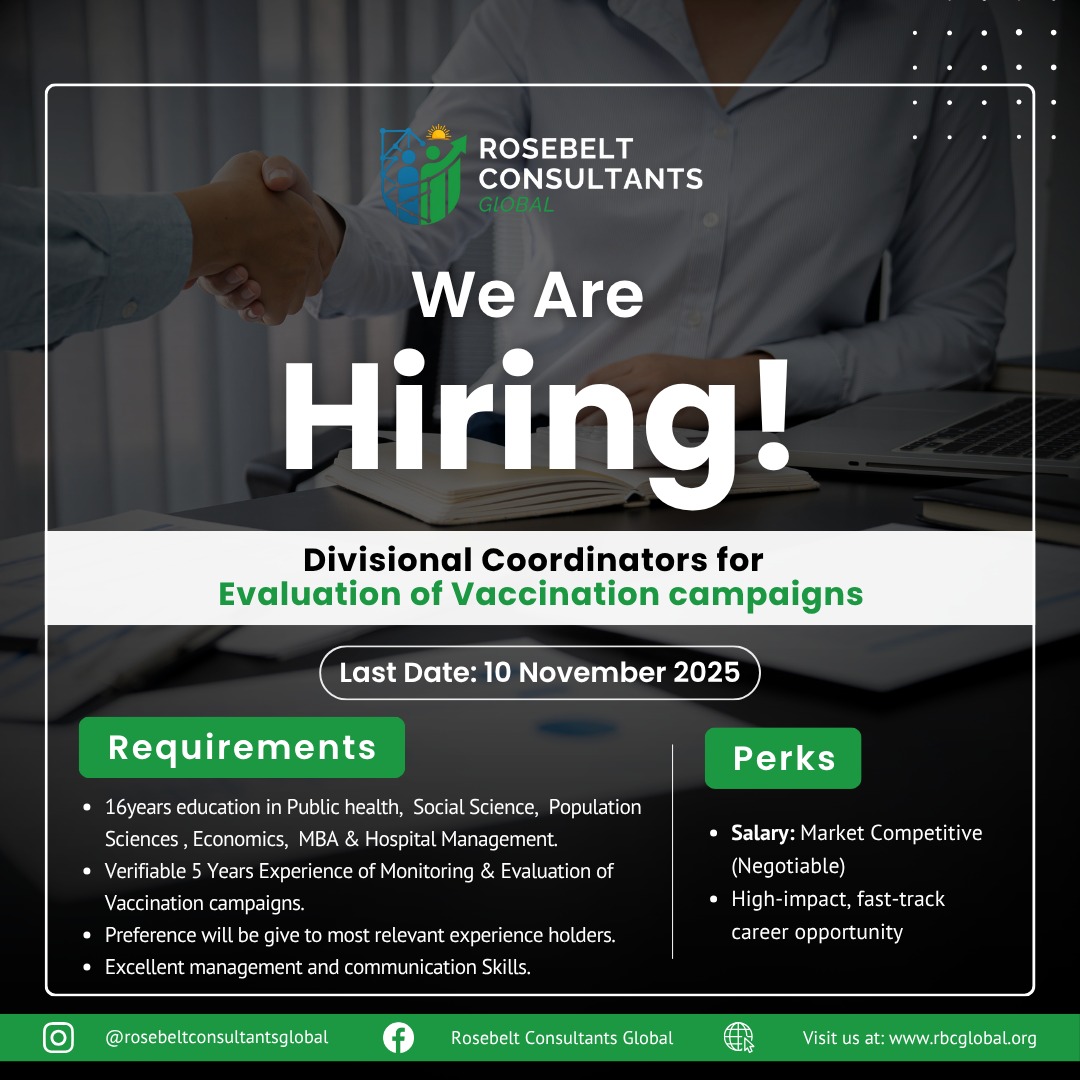 ROSEBELT
CONSULTANTS
GlOBAL
We Are
Hiring!
Divisional Coordinators for
Evaluation of Vaccination campaigns
Last Date: 10 November 2025
Requirements
• 16years education in Public health, Social Science, Population
Sciences , Economics, MBA & Hospital Management.
• Verifiable 5 Years Experience of Monitoring & Evaluation of
Vaccination campaigns.
• Preference will be give to most relevant experience holders.
• Excellent management and communication Skills.
Perks
• Salary: Market Competitive
(Negotiable)
• High-impact, fast-track
career opportunity
@rosebeltconsultantsglobal
Rosebelt Consultants Global
Visit us at: www.rbcglobal.org